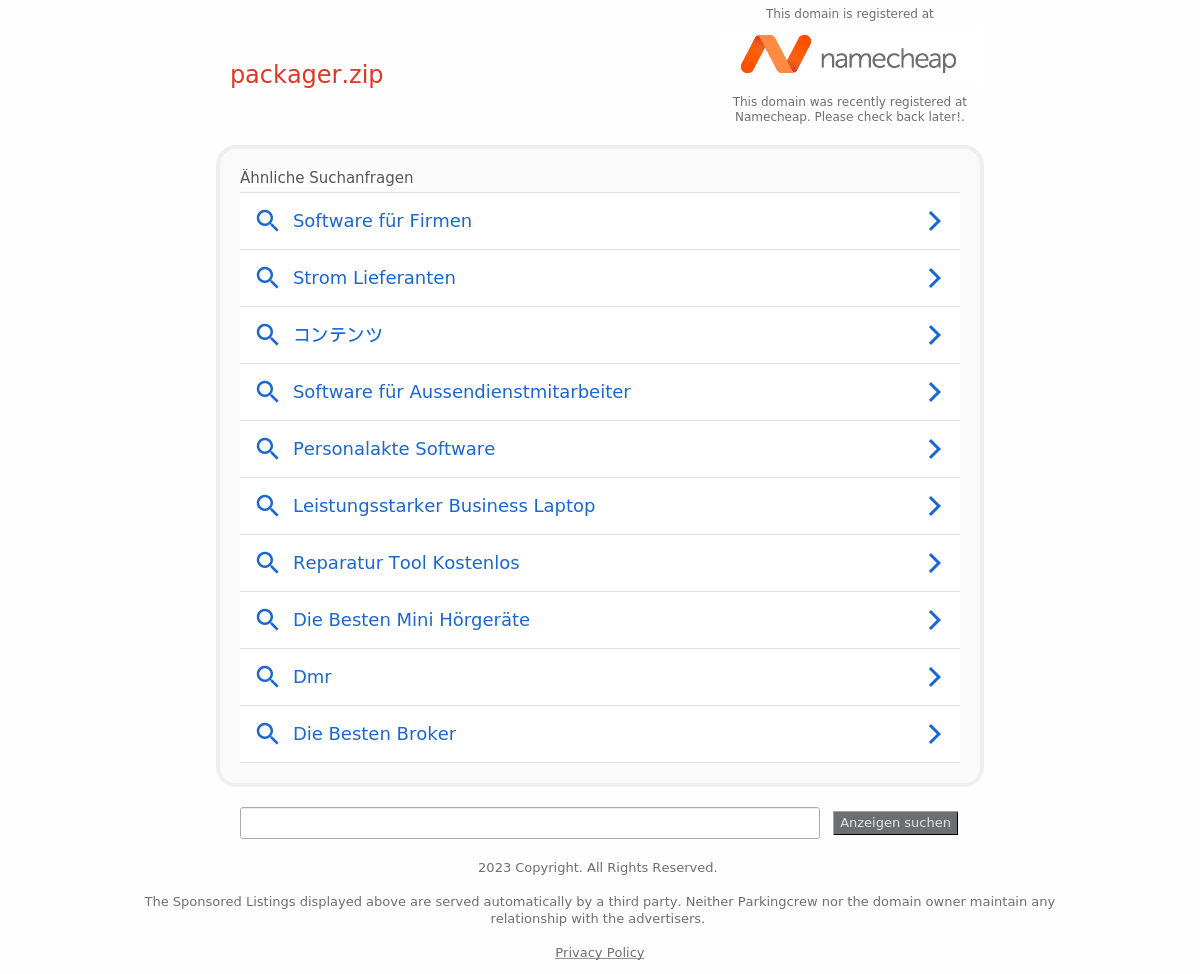 This domain is registered at
namecheap
packager.zip
This domain was recently registered at
Namecheap. Please check back later!.
Ähnliche Suchanfragen
Software für Firmen
Strom Lieferanten
コンテンツ
Software für Aussendienstmitarbeiter
Personalakte Software
Leistungsstarker Business Laptop
Reparatur Tool Kostenlos
Die Besten Mini Hörgeräte
Dmr
Die Besten Broker
Anzeigen suchen
2023 Copyright. All Rights Reserved.
The Sponsored Listings displayed above are served automatically by a third party. Neither Parkingcrew nor the domain owner maintain any
relationship with the advertisers.
Privacy Policy